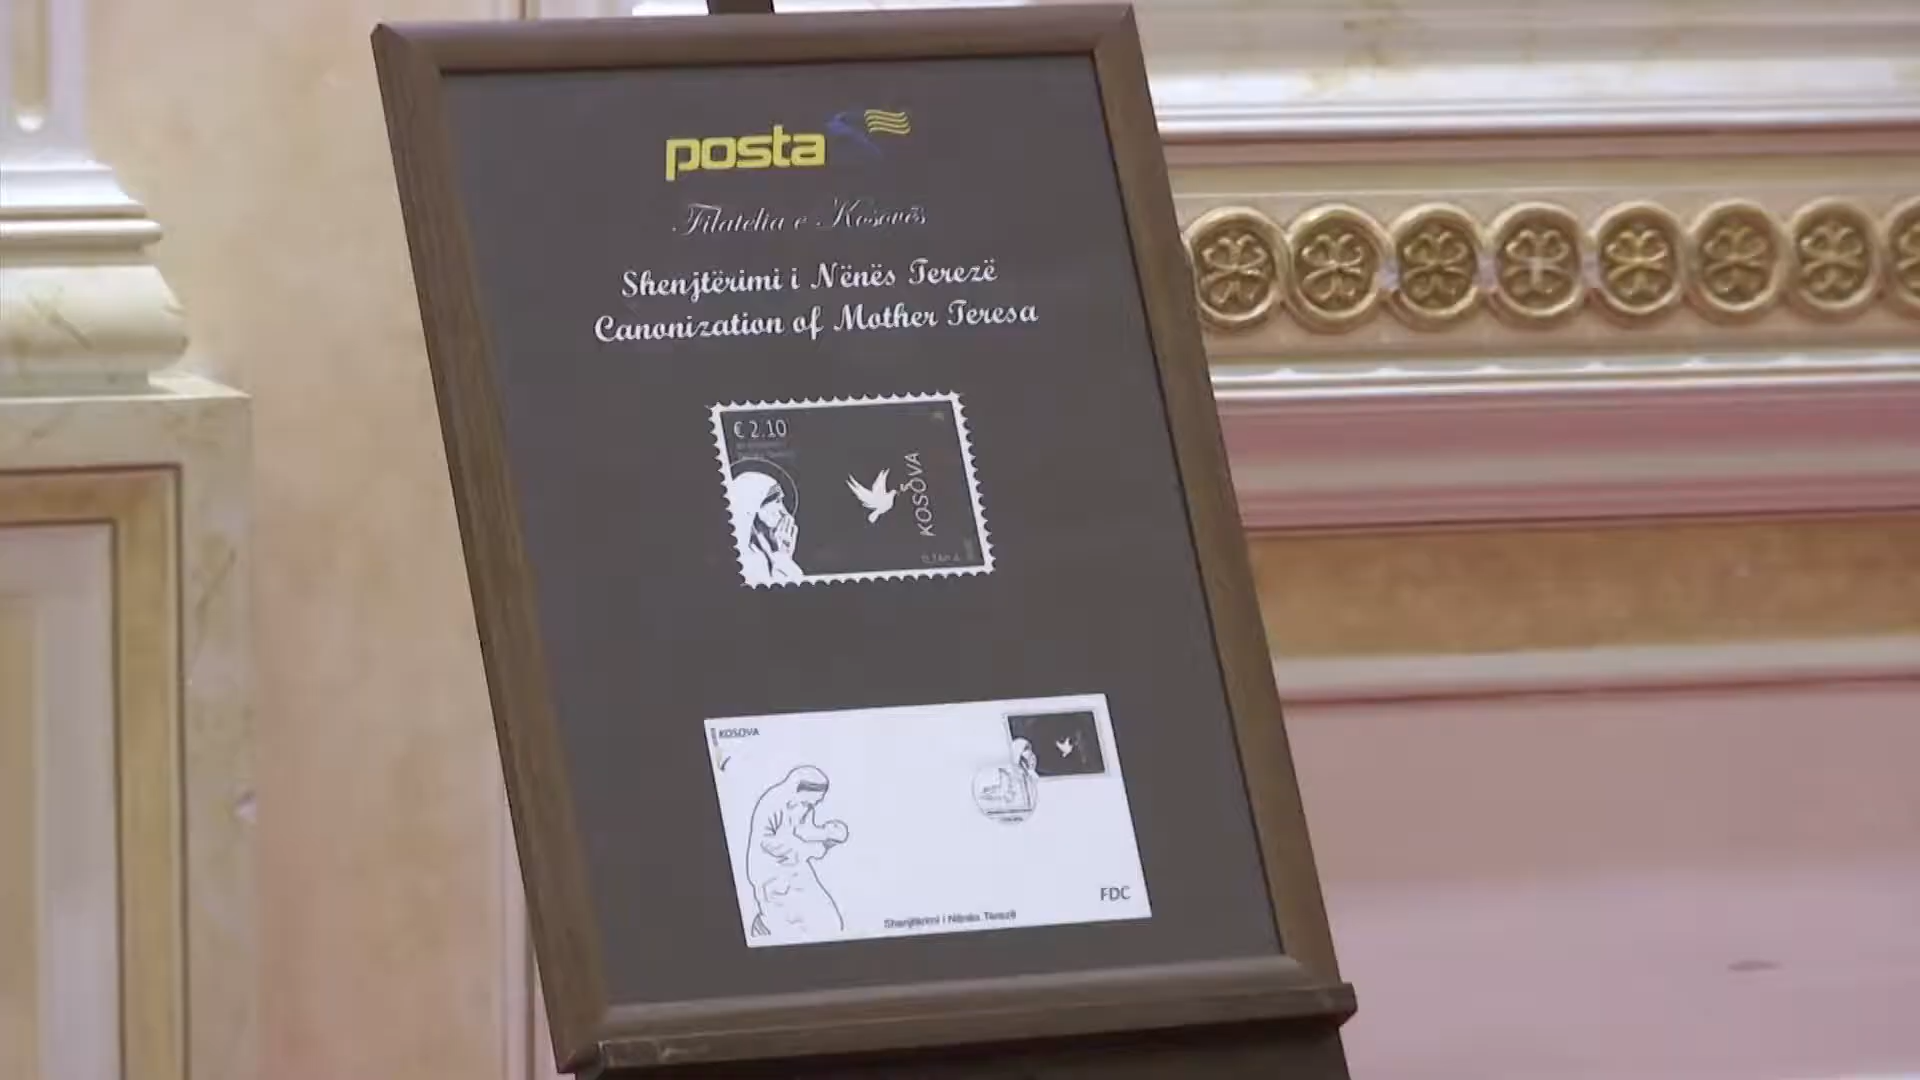 posta
Filatelia e Kosovës
Shenjtërimi i Nënës Terezë
Canonization of Mother Teresa
€ 2.10
KOSOVA
KOSOVA
FDC
Shenjtërimi i Nënës Terezë